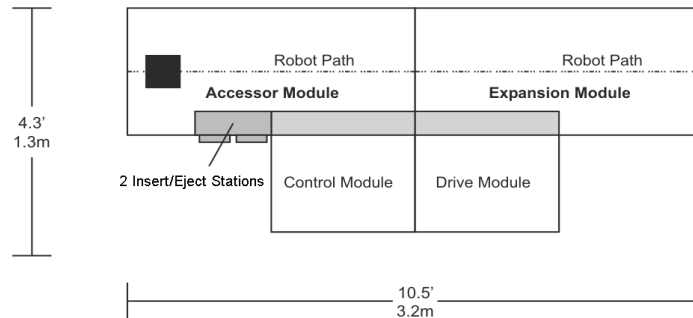 Robot Path
Robot Path
Accessor Module
Expansion Module
4.3’
1.3m
2 Insert/Eject Stations
Control Module
Drive Module
10.5’
3.2m